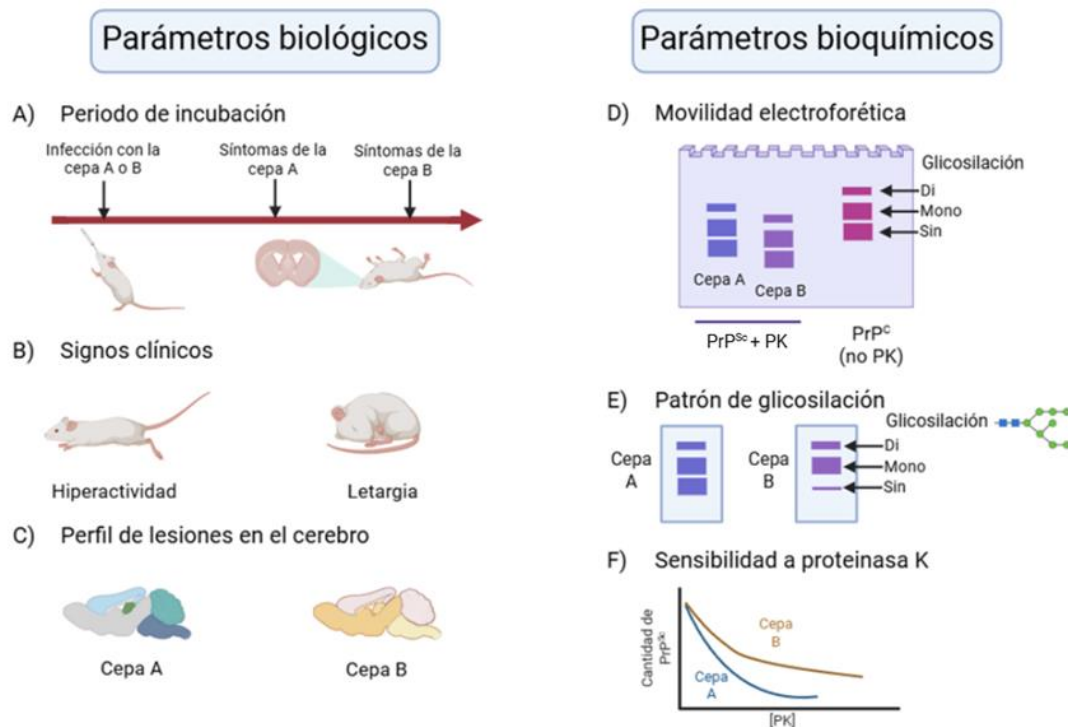 Parámetros biológicos
A) Periodo de incubación
Infección con la
cepa A o B
Síntomas de la
cepa A
Síntomas de la
cepa B
B) Signos clínicos
Hiperactividad
Letargia
C) Perfil de lesiones en el cerebro
Cepa A
Cepa B
Parámetros bioquímicos
D) Movilidad electroforética
Glicosilación
Di
Mono
Sin
Cepa A
Cepa B
PrPSc + PK
PrPC
(no PK)
E) Patrón de glicosilación
Glicosilación
Cepa
A
Cepa
B
Di
Mono
Sin
F) Sensibilidad a proteinasa K
Cantidad de
PrPSc
Cepa
B
Cepa
A
[PK]